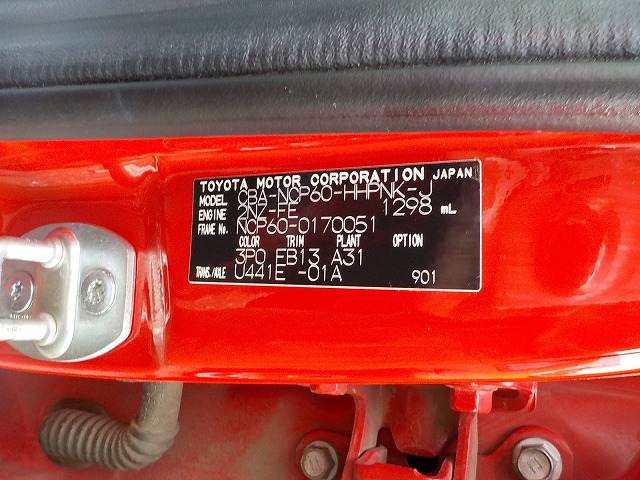 TOYOTA MOTOR CORPORATION JAPAN
MODEL CBA-NCP60-HHPNK-J
ENGINE 2NZ-FE 1298 mL
FRAME No. NCP60-0170051
COLOR TRIM PLANT OPTION
3P0 EB13 A31
TRANS./AXLE U441E -01A 901